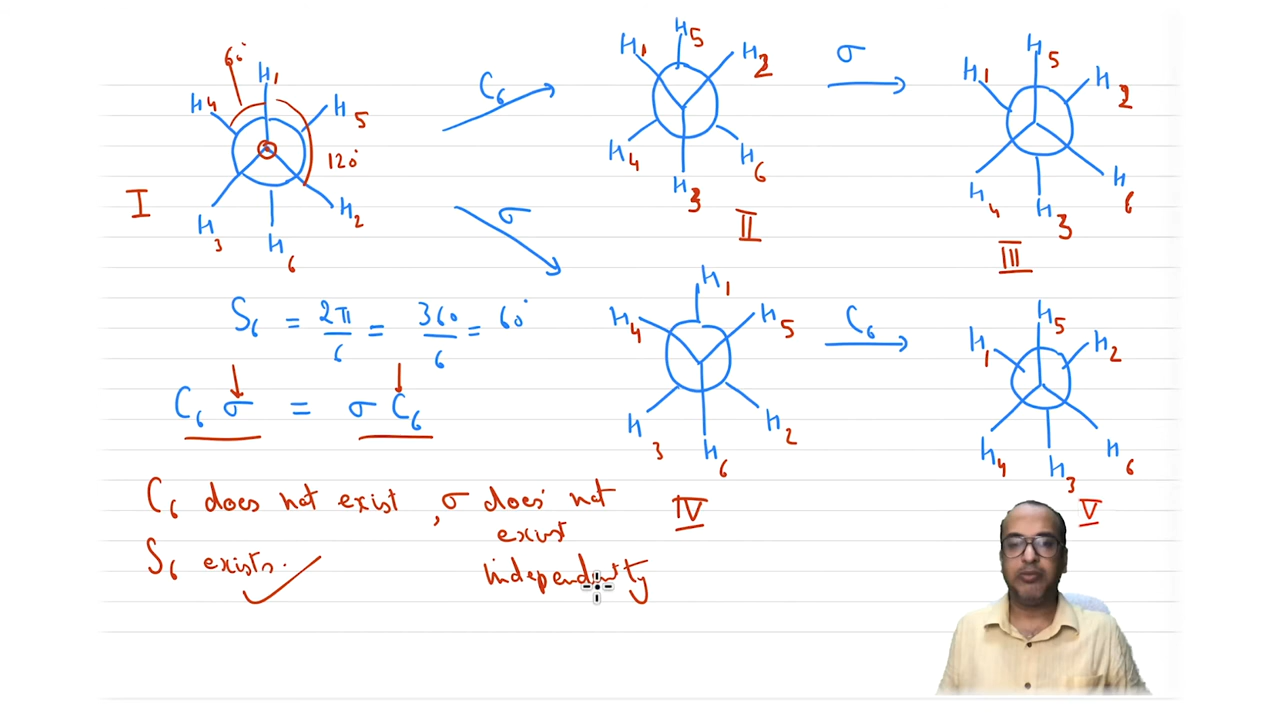 60°
H1
H4
H5
120°
H3
H2
H6
I
C6
H1
H5
H2
H4
H6
H3
II
σ
H1
H5
H2
H4
H6
H3
III
σ
H1
H4
H5
H3
H2
H6
IV
C6
H5
H1
H2
H4
H6
H3
V
S6 = 2π/6 = 360/6 = 60°
C6 σ = σ C6
C6 does not exist, σ does not
exist
independently
S6 exists.